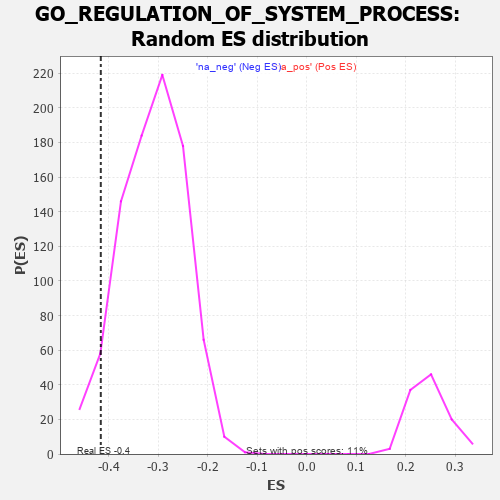 GO_REGULATION_OF_SYSTEM_PROCESS:
Random ES distribution
'na_neg' (Neg ES)a_pos' (Pos ES)
220
200
180
160
140
120
100
80
60
40
20
0
P(ES)
Real ES -0.4
Sets with pos scores: 11%
-0.4 -0.3 -0.2 -0.1 0.0 0.1 0.2 0.3
ES